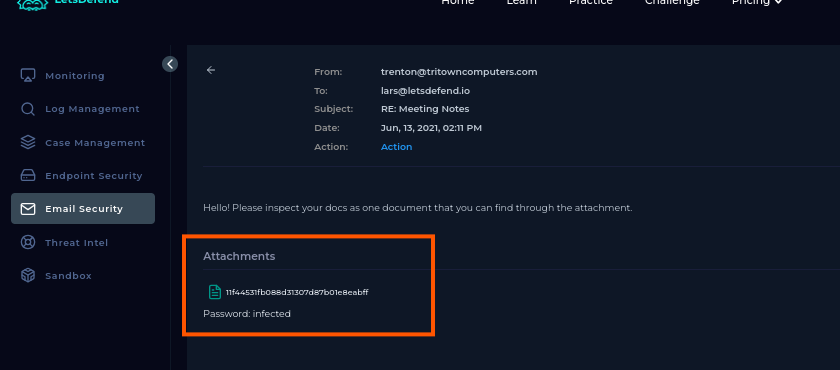 LetsDefend
Home Learn Practice Challenge Pricing
Monitoring
Log Management
Case Management
Endpoint Security
Email Security
Threat Intel
Sandbox
From: trenton@tritowncomputers.com
To: lars@letsdefend.io
Subject: RE: Meeting Notes
Date: Jun, 13, 2021, 02:11 PM
Action: Action
Hello! Please inspect your docs as one document that you can find through the attachment.
Attachments
11f44531fb088d31307d87b01e8eabff
Password: infected